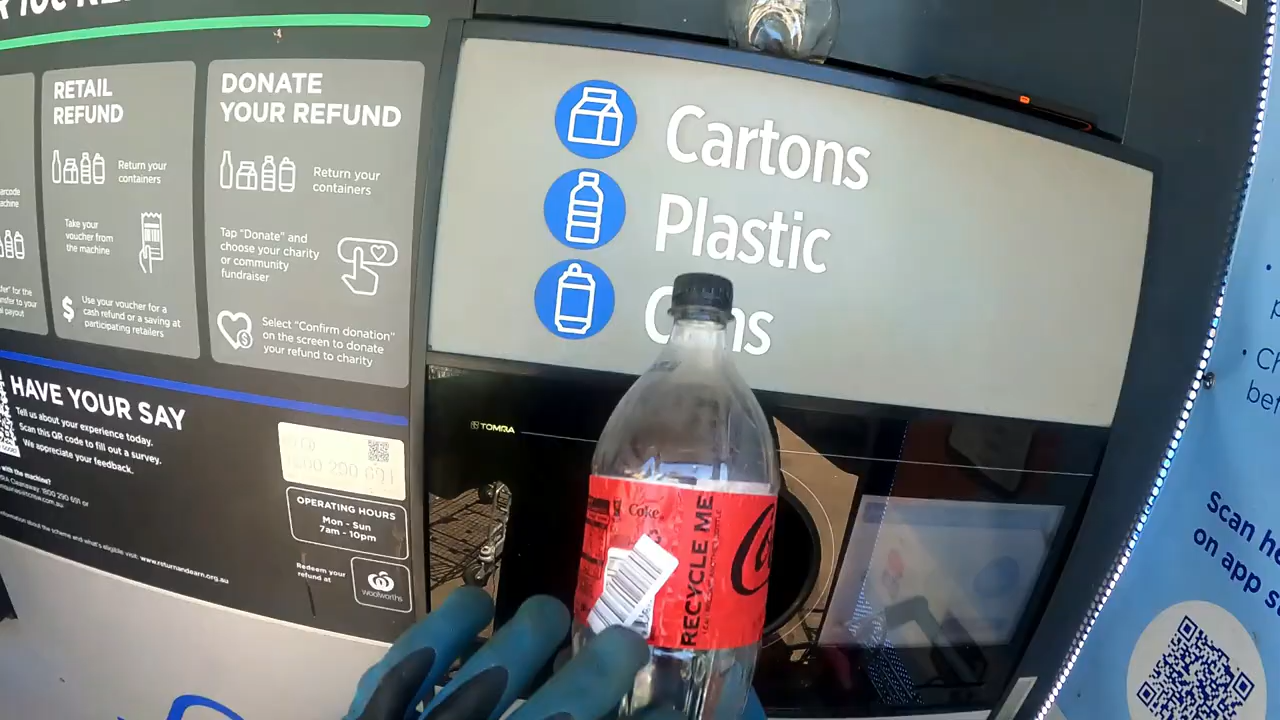 RETAIL
REFUND
Return your
containers
Take your
voucher from
the machine
Use your voucher for a
cash refund or a saving at
participating retailers
DONATE
YOUR REFUND
Return your
containers
Tap "Donate" and
choose your charity
or community
fundraiser
Select "Confirm donation"
on the screen to donate
your refund to charity
Cartons
Plastic
HAVE YOUR SAY
Tell us about your experience today.
Scan this QR code to fill out a survey.
We appreciate your feedback.
OPERATING HOURS
Mon - Sun
7am - 10pm
Redeem your
refund at
woolworths
www.returnandearn.org.au
TOMRA
Coke
RECYCLE ME
Scan
on app